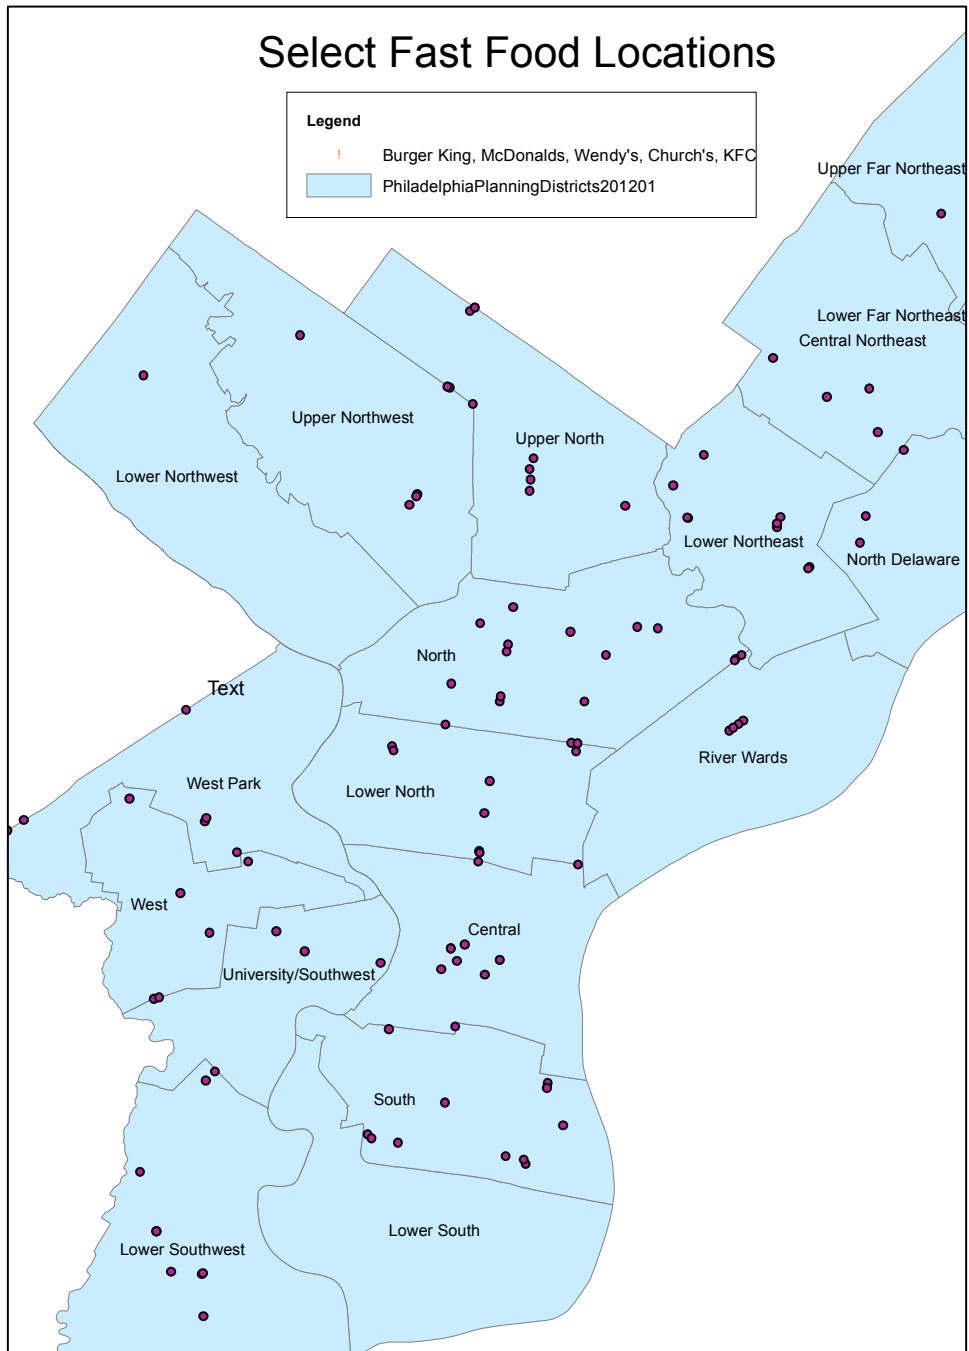 Select Fast Food Locations
Legend
! Burger King, McDonalds, Wendy's, Church's, KFC
PhiladelphiaPlanningDistricts201201
Upper Far Northeast
Lower Far Northeast
Central Northeast
Upper Northwest
Upper North
Lower Northwest
Lower Northeast
North Delaware
North
Text
River Wards
West Park
Lower North
West
Central
University/Southwest
South
Lower South
Lower Southwest